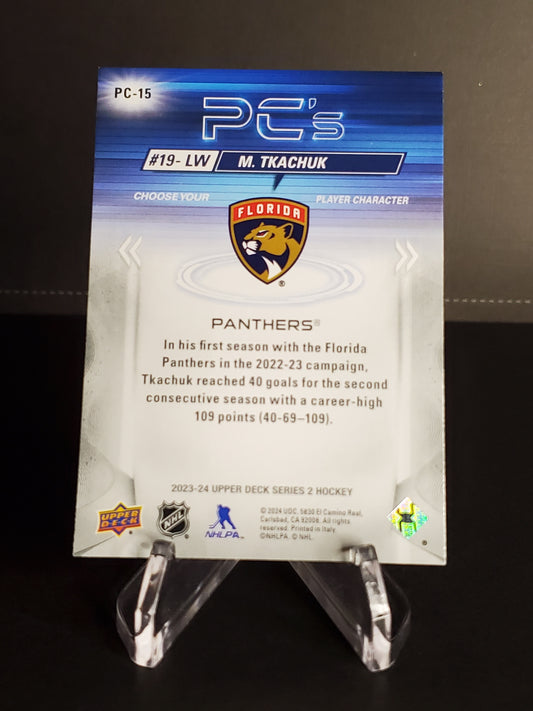 PC-15
PC's
#19- LW M. TKACHUK
CHOOSE YOUR PLAYER CHARACTER
FLORIDA
®
PANTHERS®
In his first season with the Florida
Panthers in the 2022-23 campaign,
Tkachuk reached 40 goals for the second
consecutive season with a career-high
109 points (40-69–109).
2023-24 UPPER DECK SERIES 2 HOCKEY
UPPER DECK
NHL
NHLPA
© 2024 UDC, 5830 El Camino Real,
Carlsbad, CA 92008. All rights
reserved. Printed in Italy.
©NHLPA. © NHL.
®